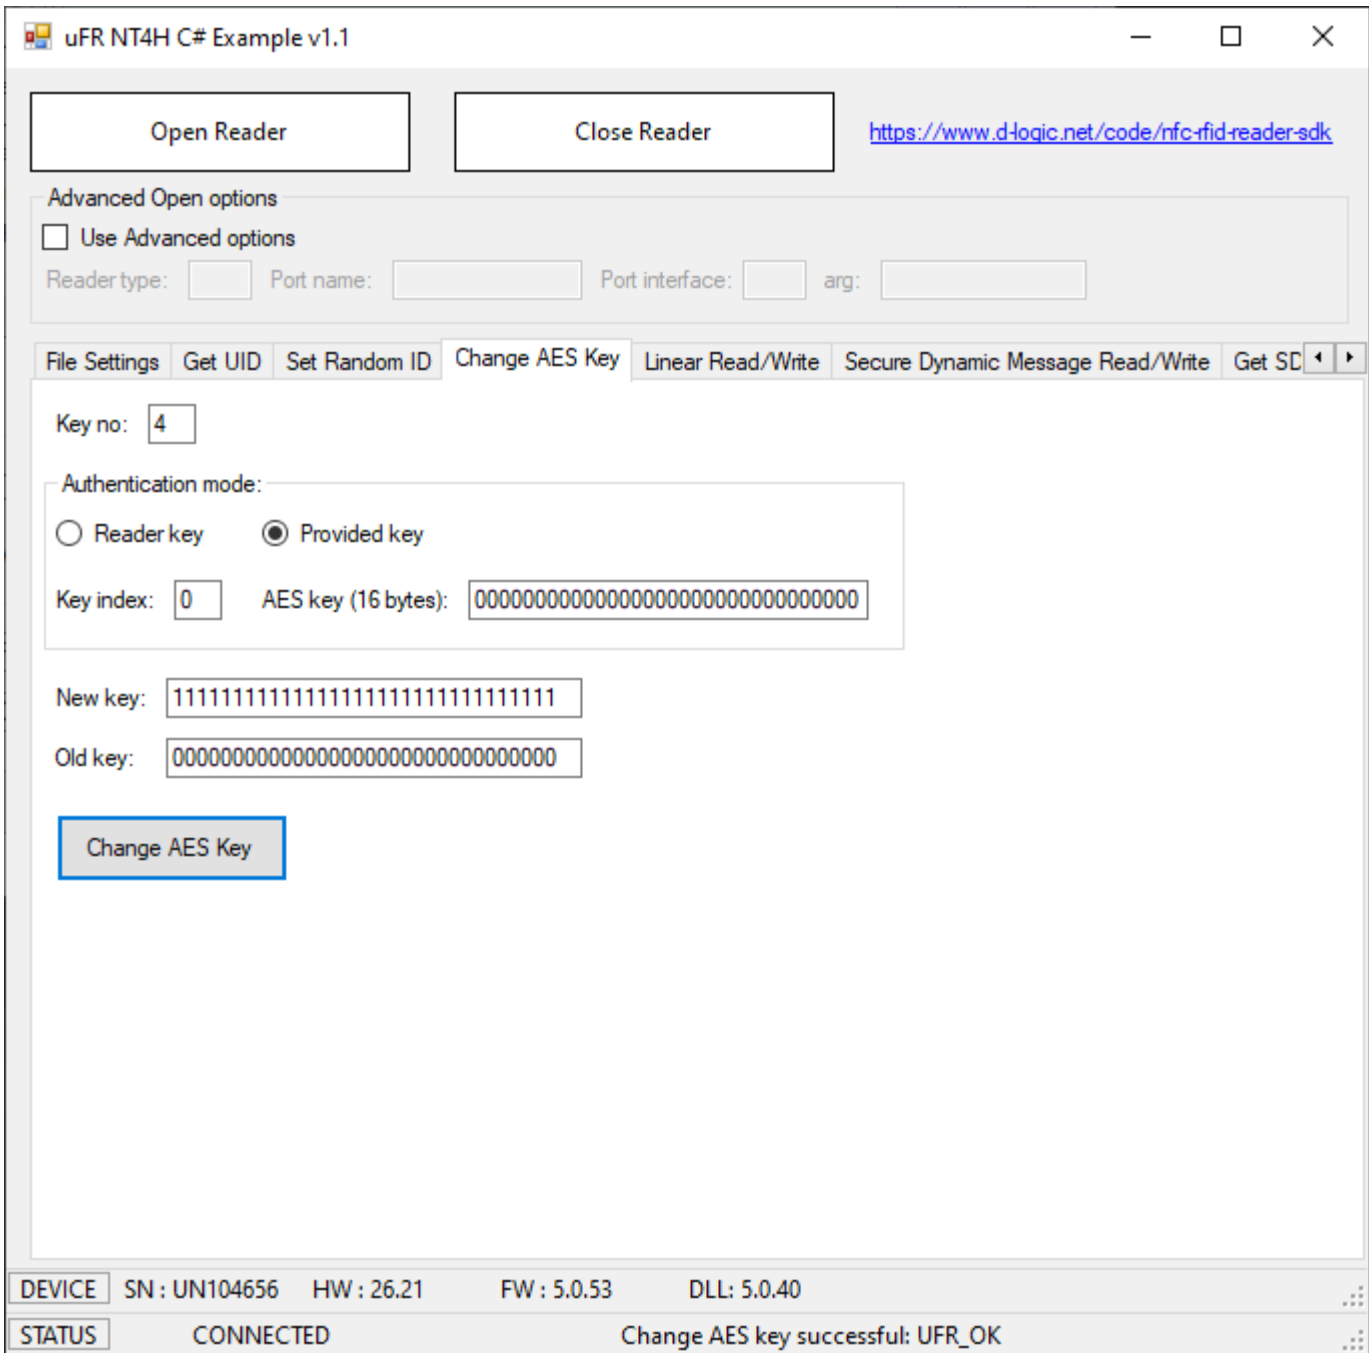 uFR NT4H C# Example v1.1
Open Reader Close Reader https://www.d-logic.net/code/nfc-rfid-reader-sdk
Advanced Open options
Use Advanced options
Reader type: Port name: Port interface: arg:
File Settings Get UID Set Random ID Change AES Key Linear Read/Write Secure Dynamic Message Read/Write Get SD
Key no: 4
Authentication mode:
Reader key Provided key
Key index: 0 AES key (16 bytes): 00000000000000000000000000000000
New key: 11111111111111111111111111111111
Old key: 00000000000000000000000000000000
Change AES Key
DEVICE SN : UN104656 HW : 26.21 FW : 5.0.53 DLL: 5.0.40
STATUS CONNECTED Change AES key successful: UFR_OK